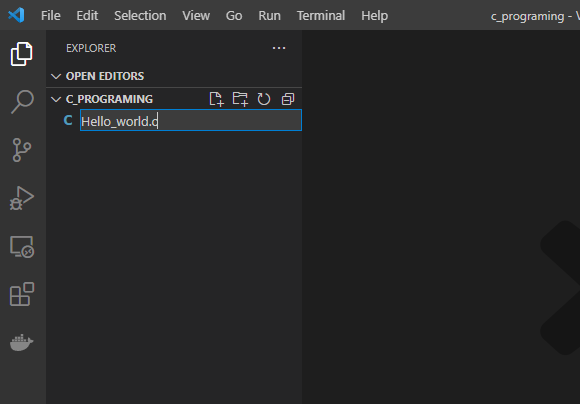 File Edit Selection View Go Run Terminal Help c_programing - V
EXPLORER ...
OPEN EDITORS
C_PROGRAMING
C Hello_world.c